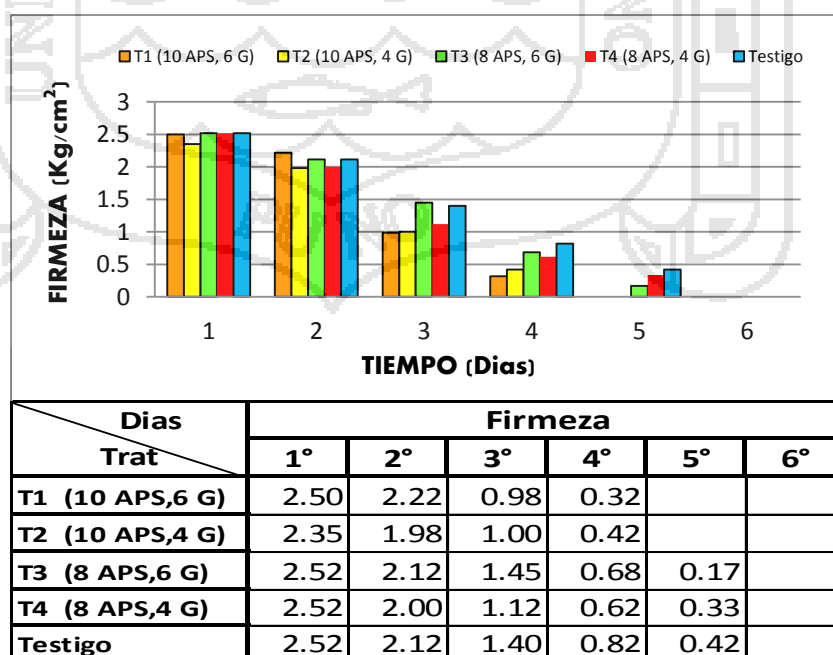 T1 (10 APS, 6 G) T2 (10 APS, 4 G) T3 (8 APS, 6 G) T4 (8 APS, 4 G) Testigo
FIRMEZA (Kg/cm²)
3
2.5
2
1.5
1
0.5
0
1 2 3 4 5 6
TIEMPO (Dias)
Dias Firmeza
Trat 1° 2° 3° 4° 5° 6°
T1 (10 APS,6 G) 2.50 2.22 0.98 0.32
T2 (10 APS,4 G) 2.35 1.98 1.00 0.42
T3 (8 APS,6 G) 2.52 2.12 1.45 0.68 0.17
T4 (8 APS,4 G) 2.52 2.00 1.12 0.62 0.33
Testigo 2.52 2.12 1.40 0.82 0.42